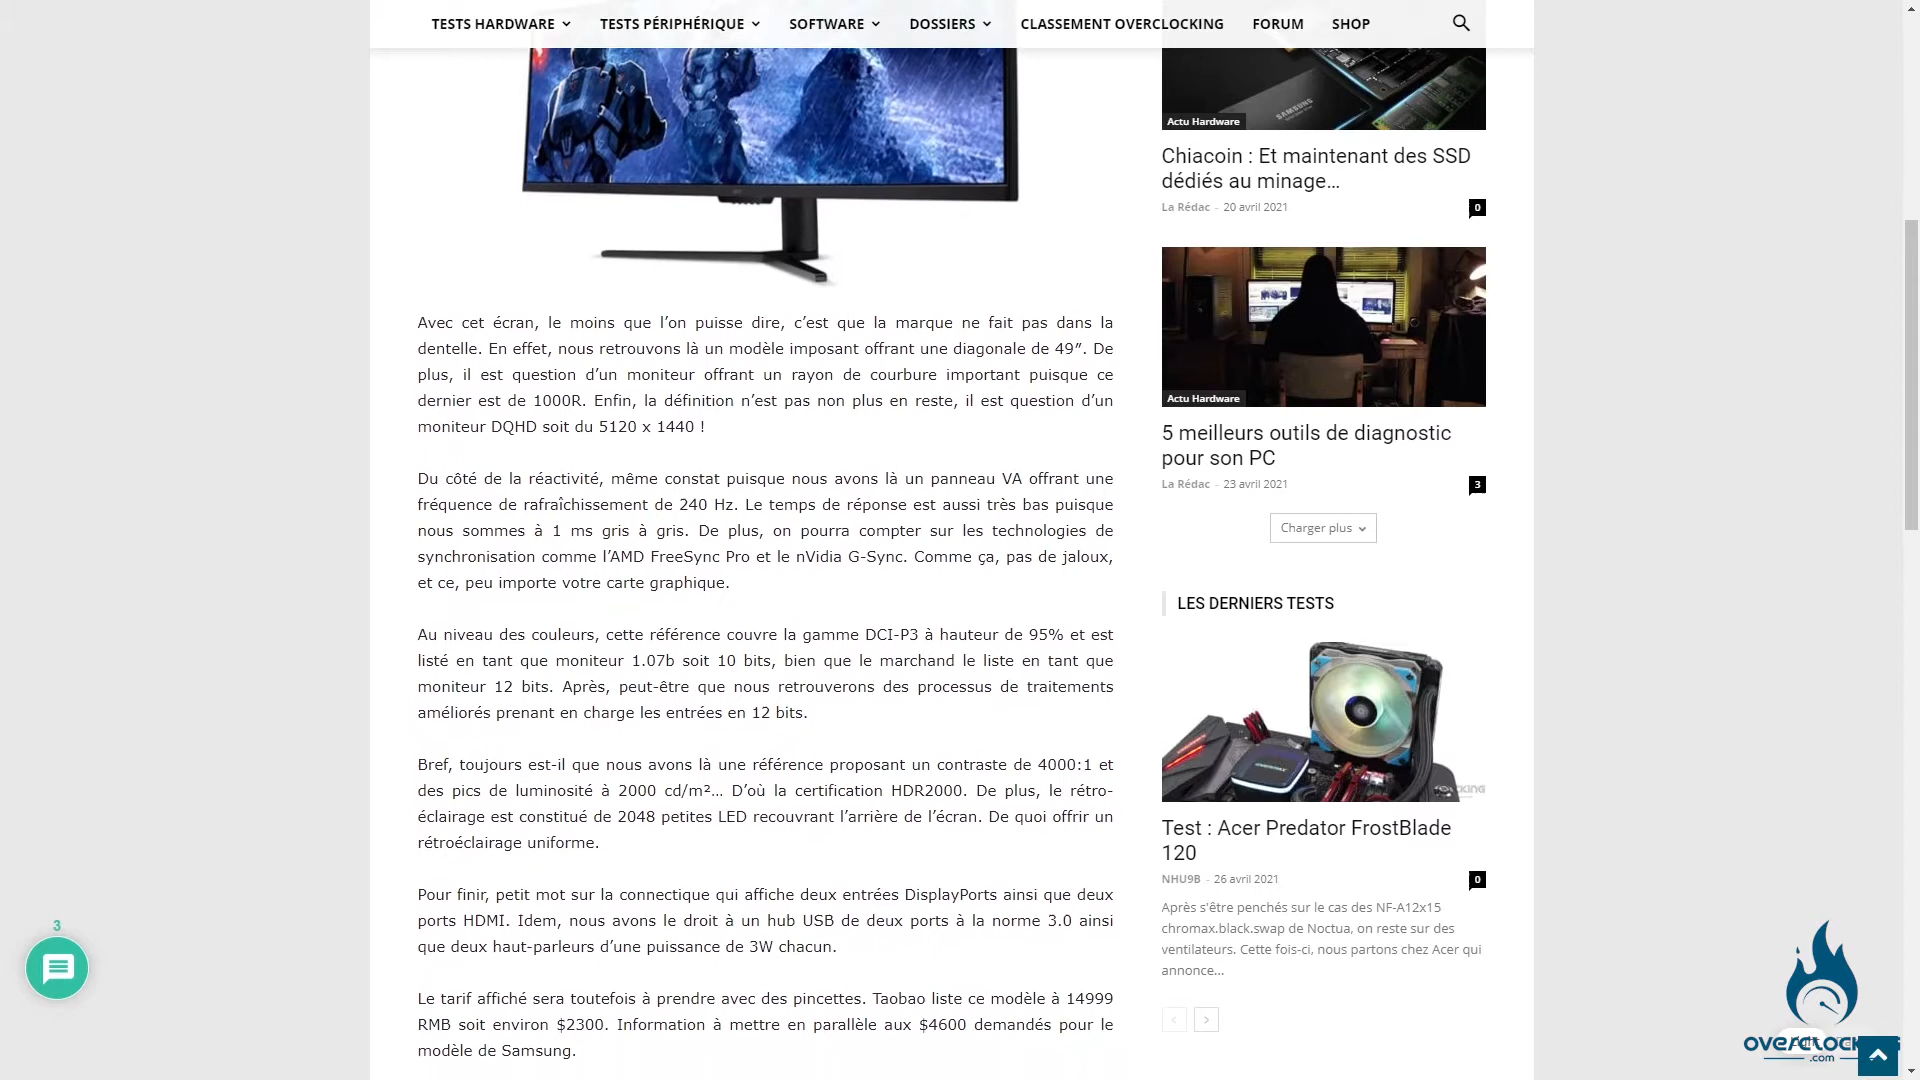 TESTS HARDWARE
TESTS PÉRIPHÉRIQUE
SOFTWARE
DOSSIERS
CLASSEMENT OVERCLOCKING
FORUM
SHOP
Avec cet écran, le moins que l’on puisse dire, c’est que la marque ne fait pas dans la
dentelle. En effet, nous retrouvons là un modèle imposant offrant une diagonale de 49″. De
plus, il est question d’un moniteur offrant un rayon de courbure important puisque ce
dernier est de 1000R. Enfin, la définition n’est pas non plus en reste, il est question d’un
moniteur DQHD soit du 5120 x 1440 !
Du côté de la réactivité, même constat puisque nous avons là un panneau VA offrant une
fréquence de rafraîchissement de 240 Hz. Le temps de réponse est aussi très bas puisque
nous sommes à 1 ms gris à gris. De plus, on pourra compter sur les technologies de
synchronisation comme l’AMD FreeSync Pro et le nVidia G-Sync. Comme ça, pas de jaloux,
et ce, peu importe votre carte graphique.
Au niveau des couleurs, cette référence couvre la gamme DCI-P3 à hauteur de 95% et est
listé en tant que moniteur 1.07b soit 10 bits, bien que le marchand le liste en tant que
moniteur 12 bits. Après, peut-être que nous retrouverons des processus de traitements
améliorés prenant en charge les entrées en 12 bits.
Bref, toujours est-il que nous avons là une référence proposant un contraste de 4000:1 et
des pics de luminosité à 2000 cd/m²… D’où la certification HDR2000. De plus, le rétro-
éclairage est constitué de 2048 petites LED recouvrant l’arrière de l’écran. De quoi offrir un
rétroéclairage uniforme.
Pour finir, petit mot sur la connectique qui affiche deux entrées DisplayPorts ainsi que deux
ports HDMI. Idem, nous avons le droit à un hub USB de deux ports à la norme 3.0 ainsi
que deux haut-parleurs d’une puissance de 3W chacun.
Le tarif affiché sera toutefois à prendre avec des pincettes. Taobao liste ce modèle à 14999
RMB soit environ $2300. Information à mettre en parallèle aux $4600 demandés pour le
modèle de Samsung.
SAMSUNG
Actu Hardware
Chiacoin : Et maintenant des SSD
dédiés au minage…
La Rédac - 20 avril 2021
0
Actu Hardware
5 meilleurs outils de diagnostic
pour son PC
La Rédac - 23 avril 2021
3
Charger plus
LES DERNIERS TESTS
Test : Acer Predator FrostBlade
120
NHU9B - 26 avril 2021
0
Après s'être penchés sur le cas des NF-A12x15
chromax.black.swap de Noctua, on reste sur des
ventilateurs. Cette fois-ci, nous partons chez Acer qui
annonce...
3
.com